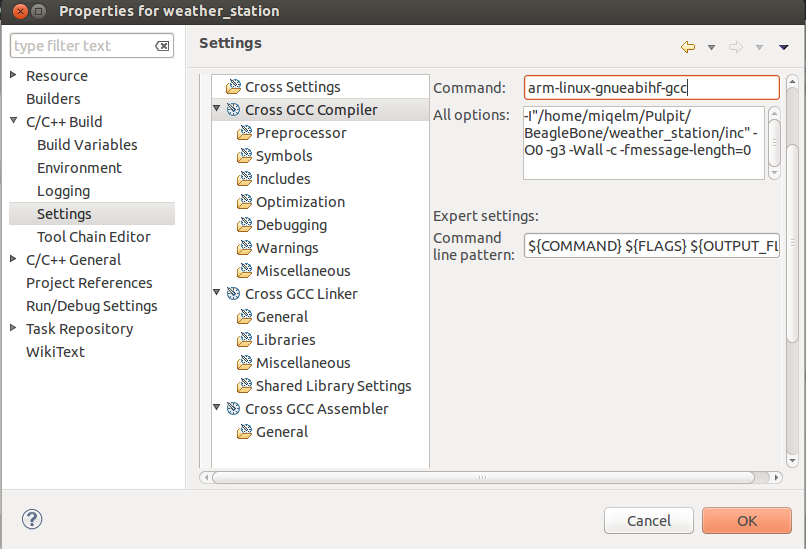 Properties for weather_station
type filter text
Resource
Builders
C/C++ Build
Build Variables
Environment
Logging
Settings
Tool Chain Editor
C/C++ General
Project References
Run/Debug Settings
Task Repository
WikiText
Settings
Cross Settings
Cross GCC Compiler
Preprocessor
Symbols
Includes
Optimization
Debugging
Warnings
Miscellaneous
Cross GCC Linker
General
Libraries
Miscellaneous
Shared Library Settings
Cross GCC Assembler
General
Command:
arm-linux-gnueabihf-gcc
All options:
-I"/home/miqelm/Pulpit/
BeagleBone/weather_station/inc" -
O0 -g3 -Wall -c -fmessage-length=0
Expert settings:
Command
line pattern:
${COMMAND} ${FLAGS} ${OUTPUT_FL
?
Cancel
OK